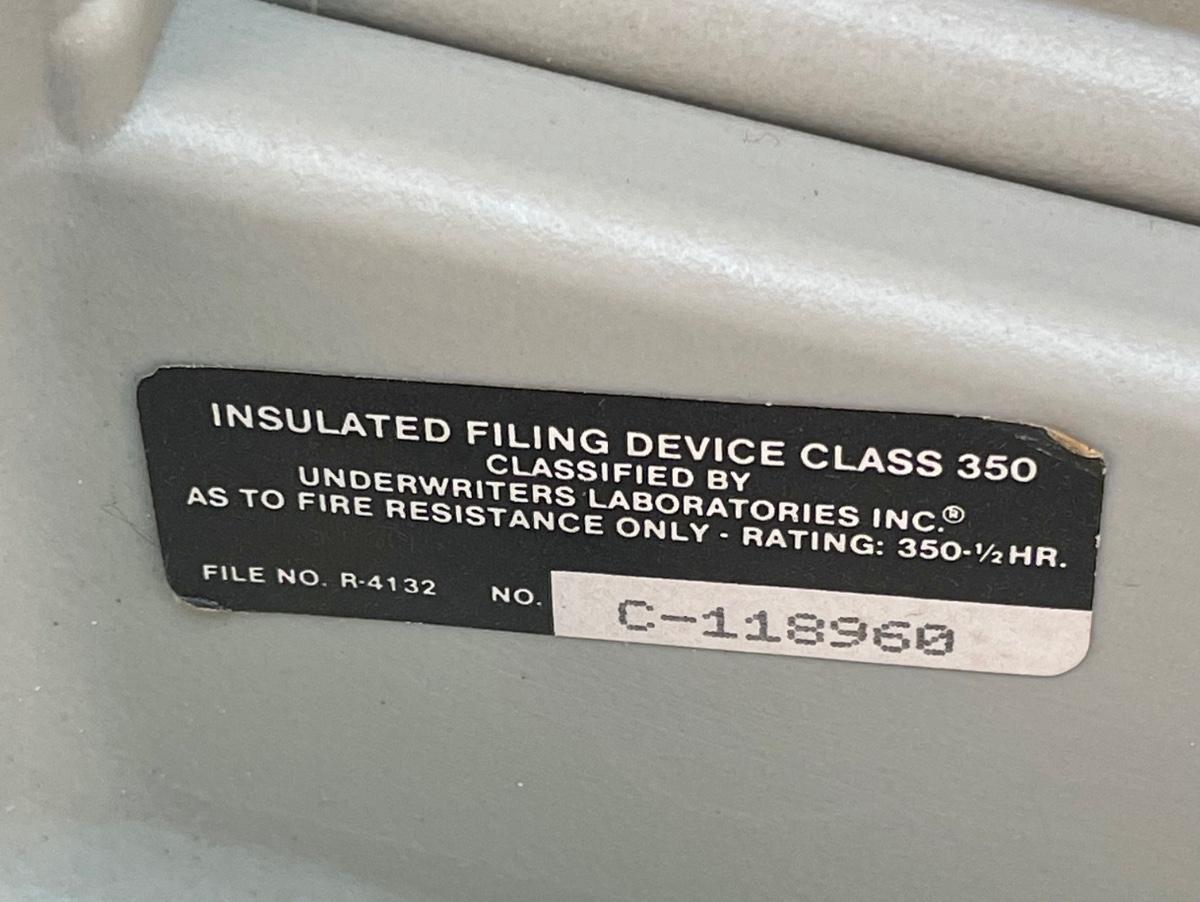 INSULATED FILING DEVICE CLASS 350
CLASSIFIED BY
UNDERWRITERS LABORATORIES INC.®
AS TO FIRE RESISTANCE ONLY - RATING: 350-½ HR.
FILE NO. R-4132 NO. C-118960